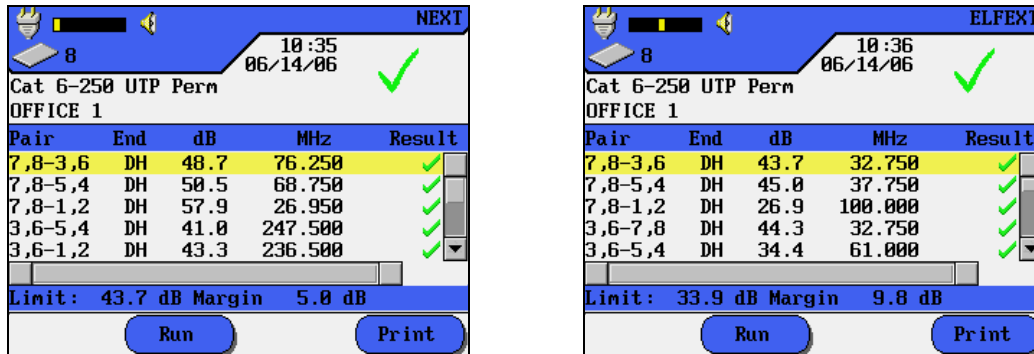 NEXT
8
10:35
06/14/06
Cat 6-250 UTP Perm
OFFICE 1
Pair End dB MHz Result
7,8-3,6 DH 48.7 76.250
7,8-5,4 DH 50.5 68.750
7,8-1,2 DH 57.9 26.950
3,6-5,4 DH 41.0 247.500
3,6-1,2 DH 43.3 236.500
Limit: 43.7 dB Margin 5.0 dB
Run Print
ELFEXT
8
10:36
06/14/06
Cat 6-250 UTP Perm
OFFICE 1
Pair End dB MHz Result
7,8-3,6 DH 43.7 32.750
7,8-5,4 DH 45.0 37.750
7,8-1,2 DH 26.9 100.000
3,6-7,8 DH 44.3 32.750
3,6-5,4 DH 34.4 61.000
Limit: 33.9 dB Margin 9.8 dB
Run Print